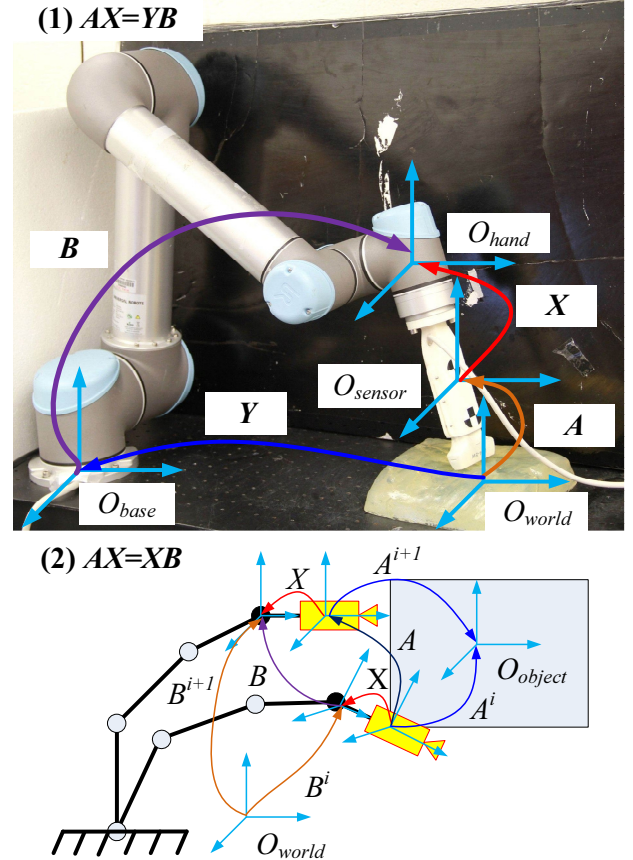 (1) AX=YB
B
O_hand
X
O_sensor
Y
A
O_base
O_world
(2) AX=XB
X
A^{i+1}
A
B^{i+1}
B
X
O_object
A^i
B^i
O_world